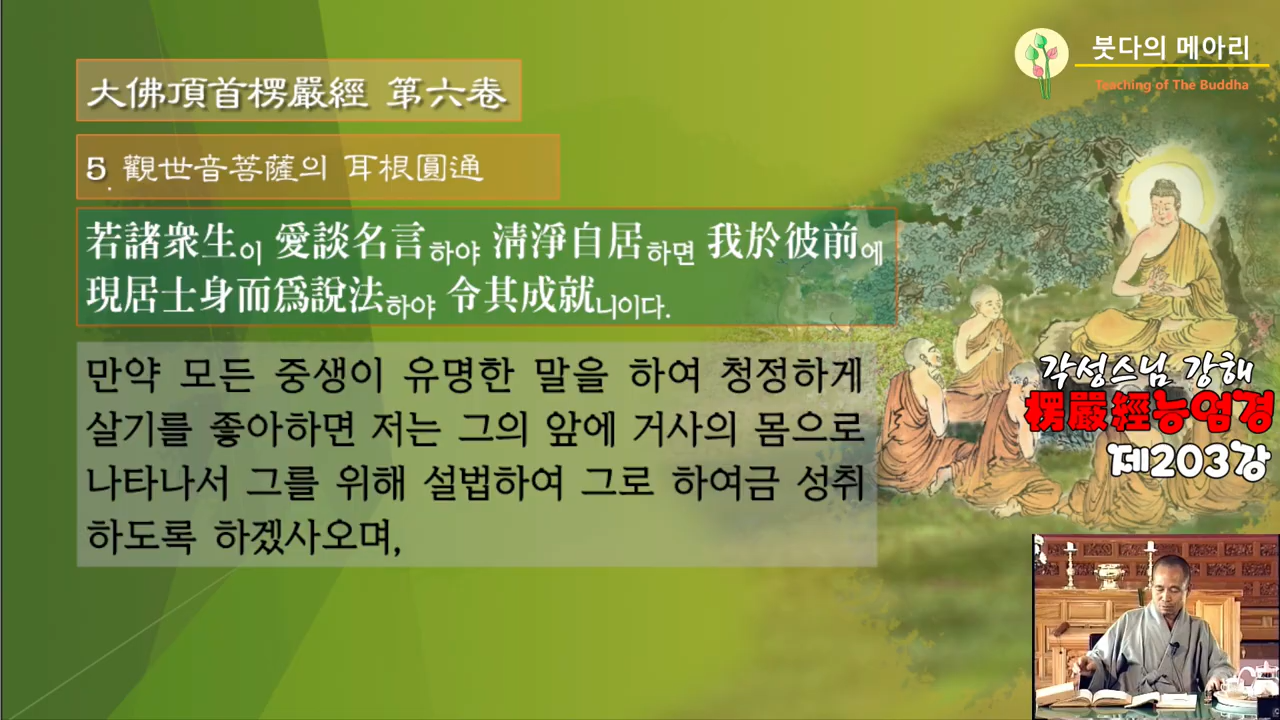 붓다의 메아리
Teaching of The Buddha
大佛頂首楞嚴經 第六卷
5. 觀世音菩薩의 耳根圓通
若諸衆生이 愛談名言하야 淸淨自居하면 我於彼前에
現居士身而爲說法하야 令其成就니이다.
만약 모든 중생이 유명한 말을 하여 청정하게
살기를 좋아하면 저는 그의 앞에 거사의 몸으로
나타나서 그를 위해 설법하여 그로 하여금 성취
하도록 하겠사오며,
각성스님 강해
楞嚴經능엄경
제203강